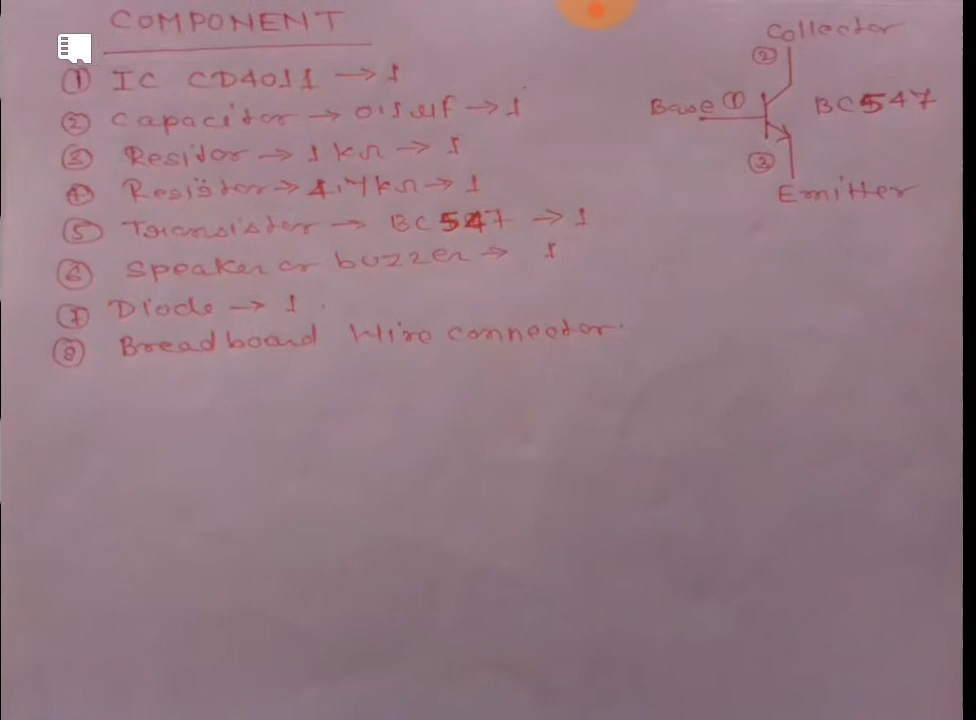 COMPONENT
① IC CD4011 → 1
② Capacitor → 0.1uf → 1
③ Resistor → 1 kΩ → 1
④ Resistor → 4.7kΩ → 1
⑤ Transistor → BC547 → 1
⑥ Speaker or buzzer → 1
⑦ Diode → 1
⑧ Breadboard Wire connector.
Collector
②
Base ① BC547
③
Emitter